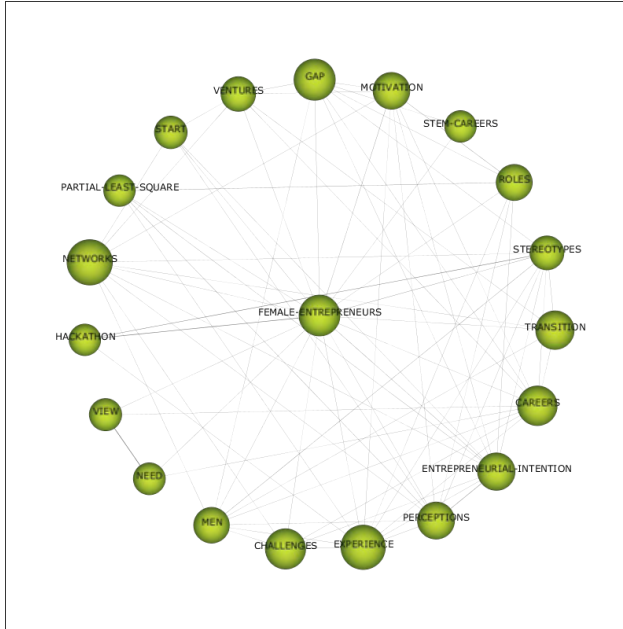 GAP
VENTURES
MOTIVATION
STEM-CAREERS
START
ROLES
PARTIAL-LEAST-SQUARE
STEREOTYPES
NETWORKS
FEMALE-ENTREPRENEURS
TRANSITION
HACKATHON
CAREERS
VIEW
ENTREPRENEURIAL-INTENTION
NEED
PERCEPTIONS
MEN
CHALLENGES
EXPERIENCE